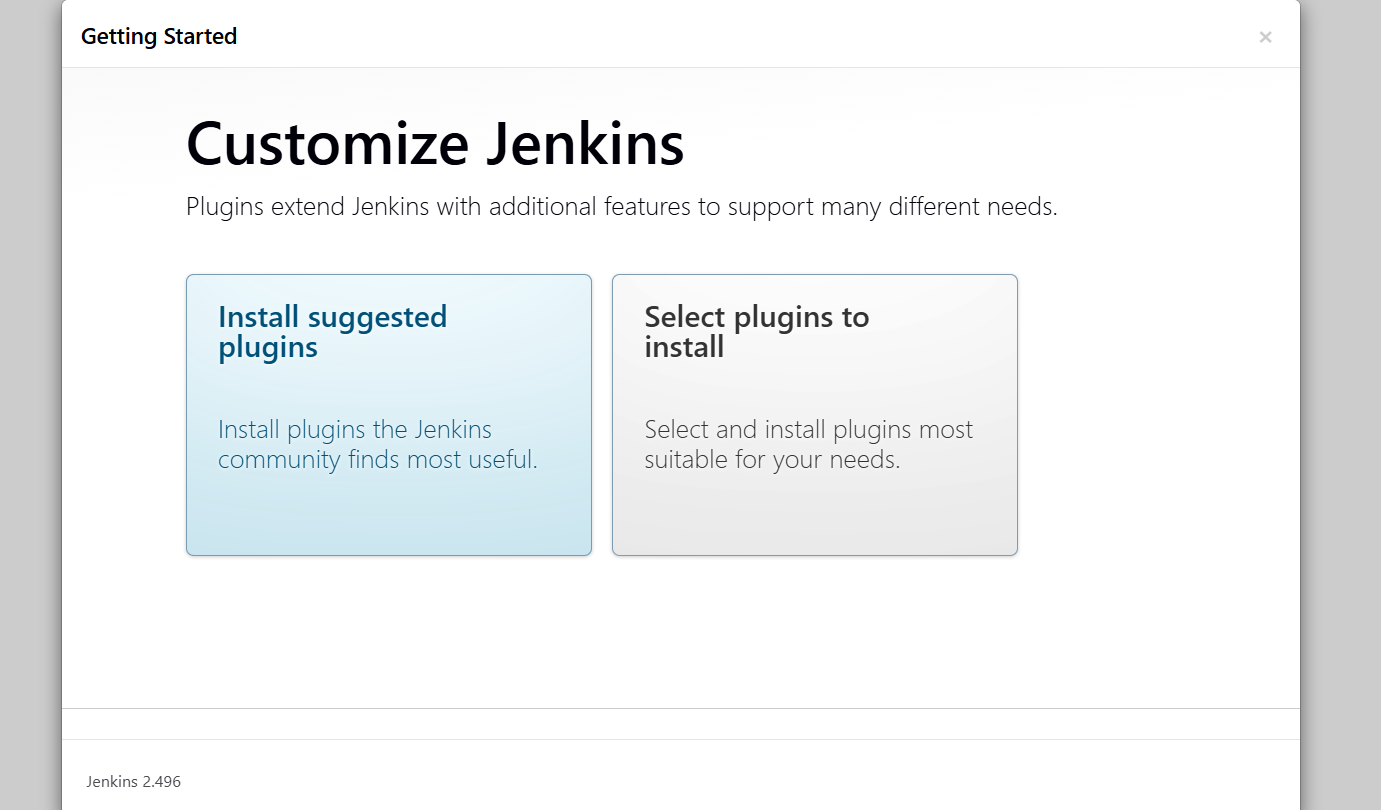 Getting Started
×
Customize Jenkins
Plugins extend Jenkins with additional features to support many different needs.
Install suggested
plugins
Install plugins the Jenkins
community finds most useful.
Select plugins to
install
Select and install plugins most
suitable for your needs.
Jenkins 2.496